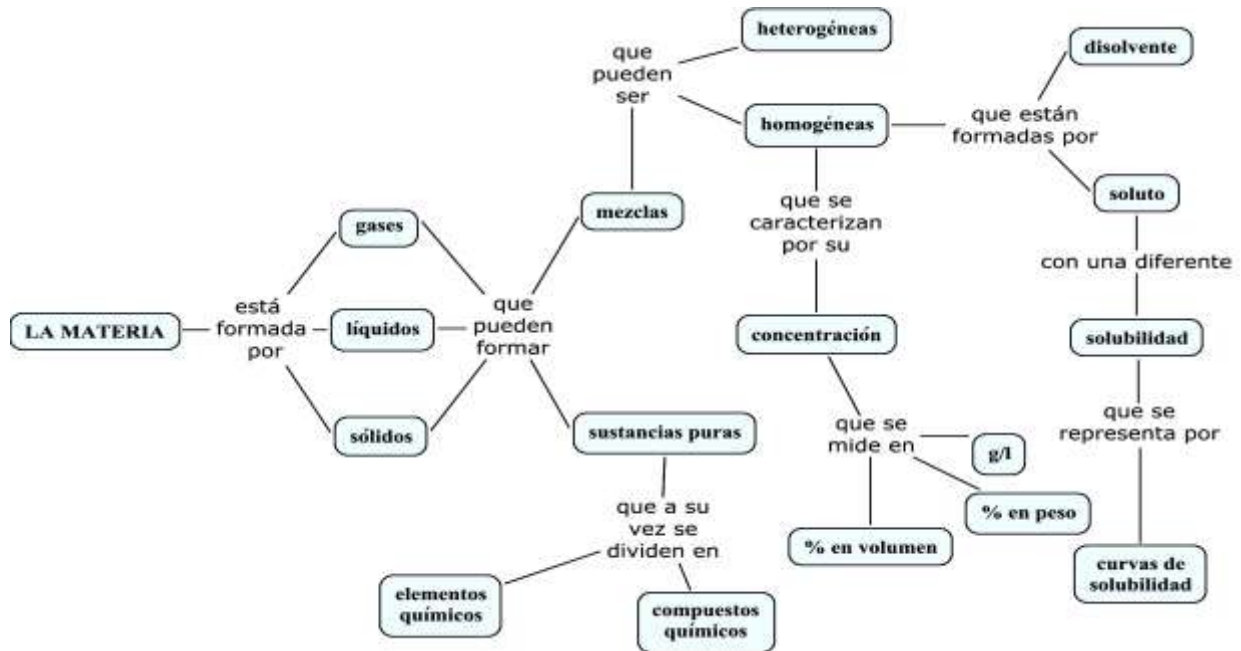 LA MATERIA
está
formada
por
gases
líquidos
sólidos
que
pueden
formar
mezclas
que
pueden
ser
heterogéneas
homogéneas
que están
formadas por
disolvente
soluto
con una diferente
solubilidad
que se
representa por
curvas de
solubilidad
que se
caracterizan
por su
concentración
que se
mide en
g/l
% en peso
% en volumen
sustancias puras
que a su
vez se
dividen en
elementos
químicos
compuestos
químicos